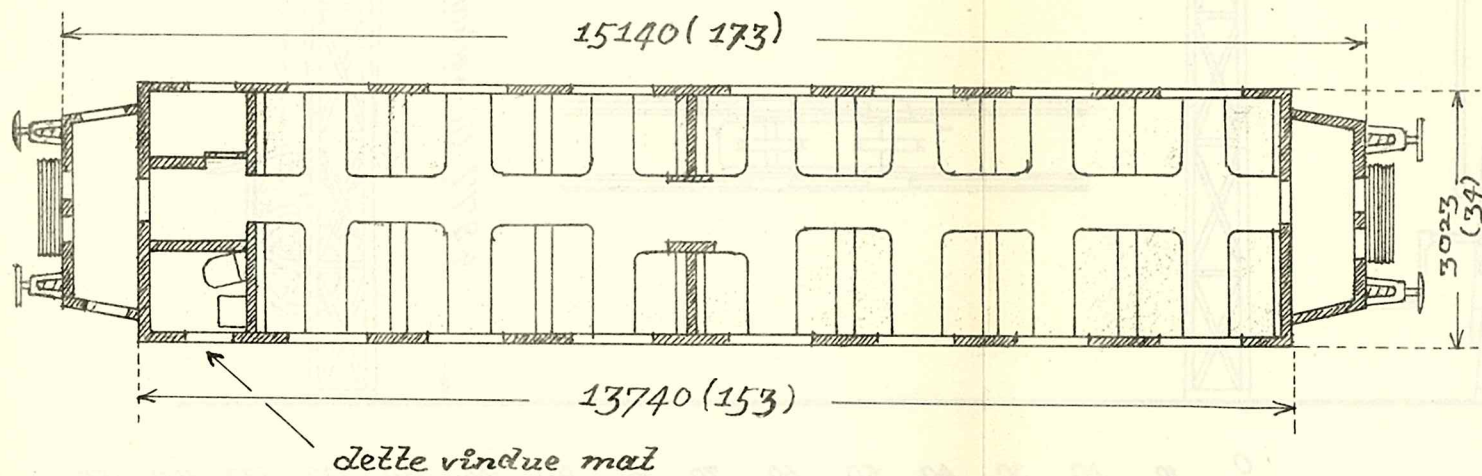 15140 (173)
3023
(34)
13740 (153)
dette vindue mat